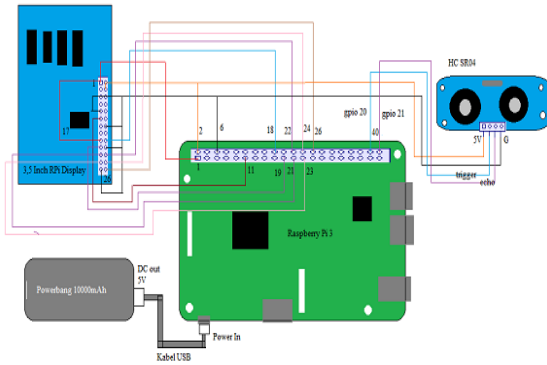 HC SR04
1
2
6
18
22
24
26
gpio 20
gpio 21
40
5V
G
trigger
echo
17
3,5 Inch RPi Display
26
1
11
19
21
23
Raspberry Pi 3
DC out
5V
Powerbang 10000mAh
Power In
Kabel USB